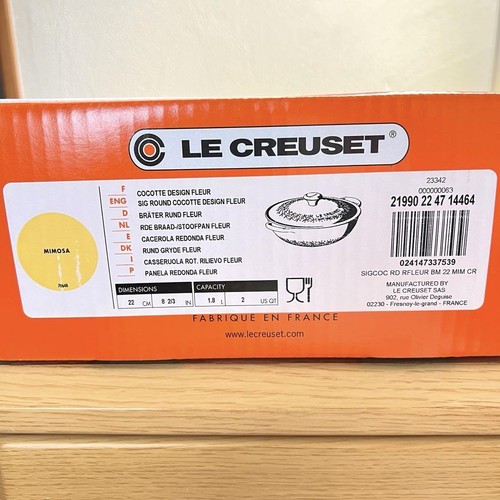 LE CREUSET®
MIMOSA
F COCOTTE DESIGN FLEUR
ENG SIG ROUND COCOTTE DESIGN FLEUR
D BRÄTER RUND FLEUR
NL RDE BRAAD-ISTOOFPAN FLEUR
E CACEROLA REDONDA FLEUR
DK RUND GRYDE FLEUR
I CASSERUOLA ROT. RILIEVO FLEUR
P PANELA REDONDA FLEUR
DIMENSIONS CAPACITY
22 CM 8 2/3 IN 1.8 L 2 US QT
FABRIQUE EN FRANCE
www.lecreuset.com
23342
000000063
21990 22 47 14464
024147337539
SIGCOC RD RFLEUR BM 22 MIM CR
MANUFACTURED BY
LE CREUSET SAS
902, rue Olivier Deguise
02230 - Fresnoy-le-grand - FRANCE